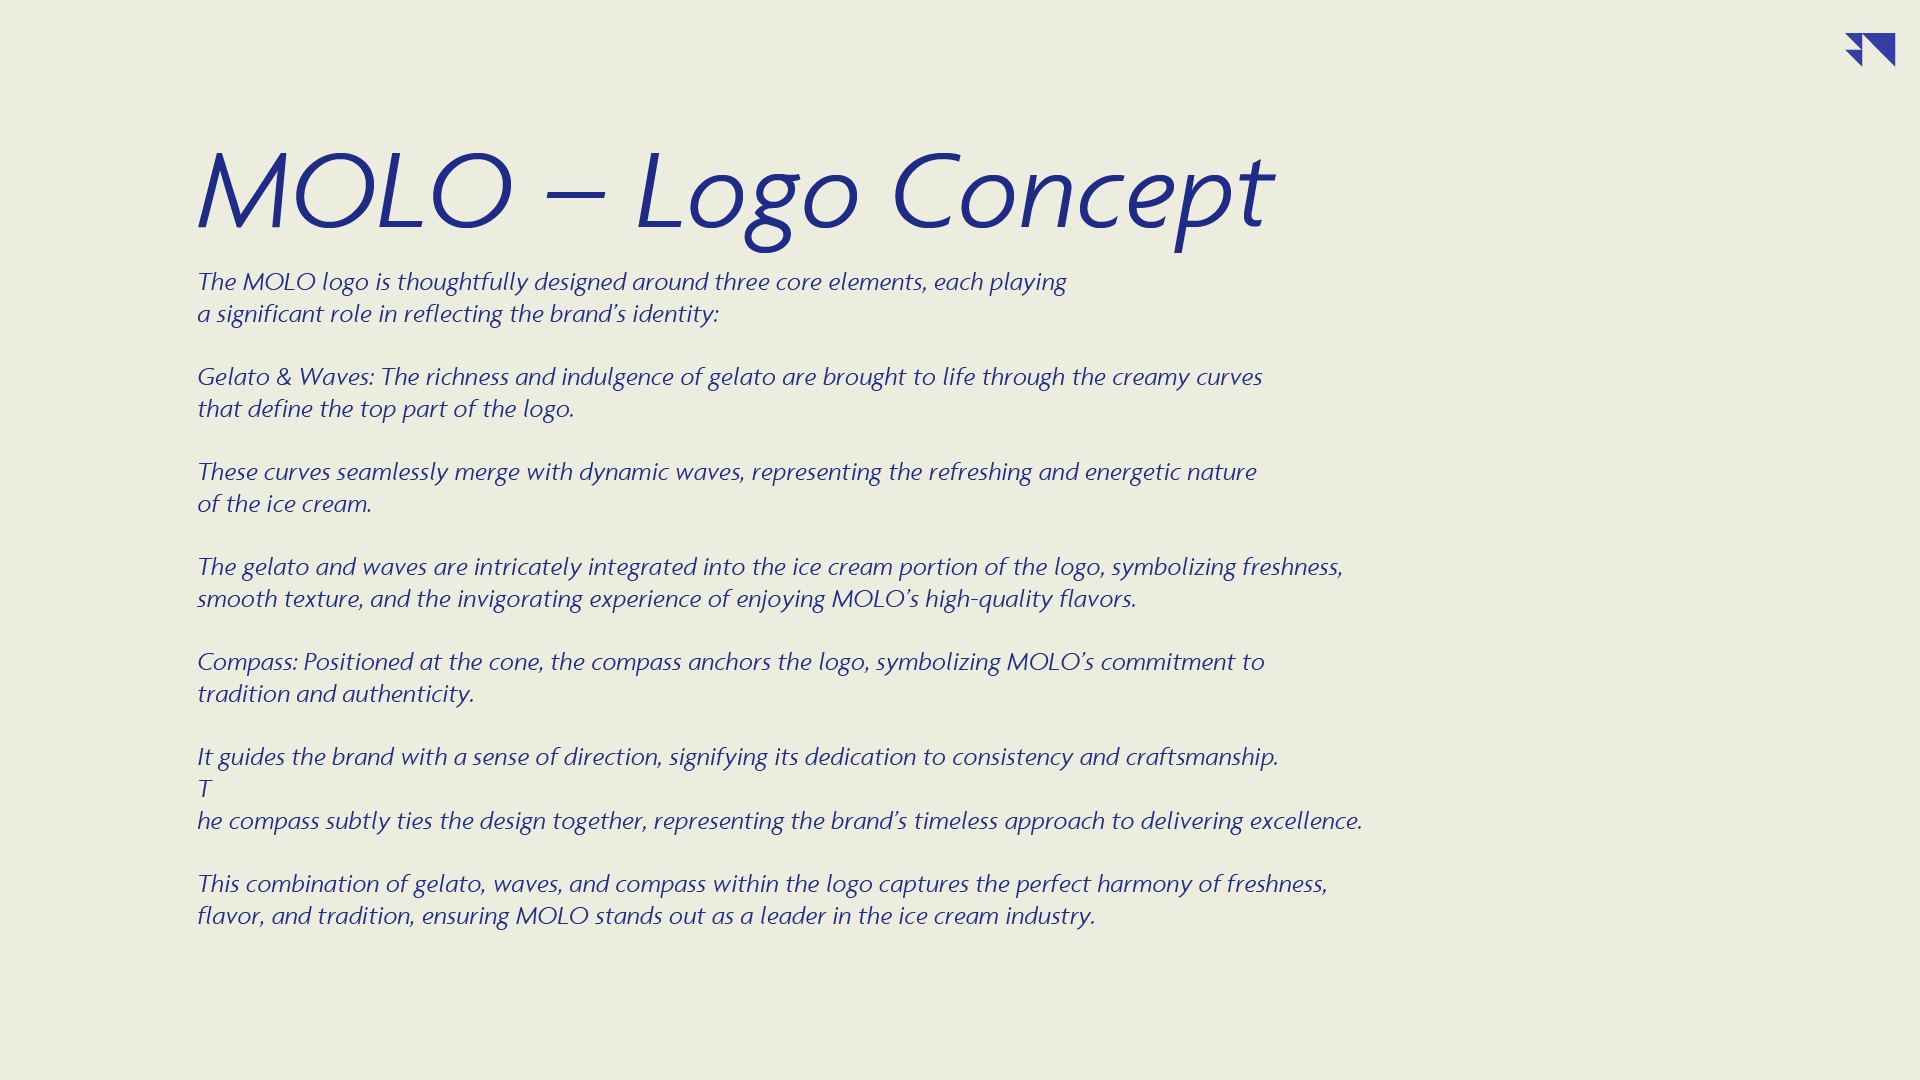 MOLO – Logo Concept
The MOLO logo is thoughtfully designed around three core elements, each playing
a significant role in reflecting the brand’s identity:
Gelato & Waves: The richness and indulgence of gelato are brought to life through the creamy curves
that define the top part of the logo.
These curves seamlessly merge with dynamic waves, representing the refreshing and energetic nature
of the ice cream.
The gelato and waves are intricately integrated into the ice cream portion of the logo, symbolizing freshness,
smooth texture, and the invigorating experience of enjoying MOLO’s high-quality flavors.
Compass: Positioned at the cone, the compass anchors the logo, symbolizing MOLO’s commitment to
tradition and authenticity.
It guides the brand with a sense of direction, signifying its dedication to consistency and craftsmanship.
T
he compass subtly ties the design together, representing the brand’s timeless approach to delivering excellence.
This combination of gelato, waves, and compass within the logo captures the perfect harmony of freshness,
flavor, and tradition, ensuring MOLO stands out as a leader in the ice cream industry.